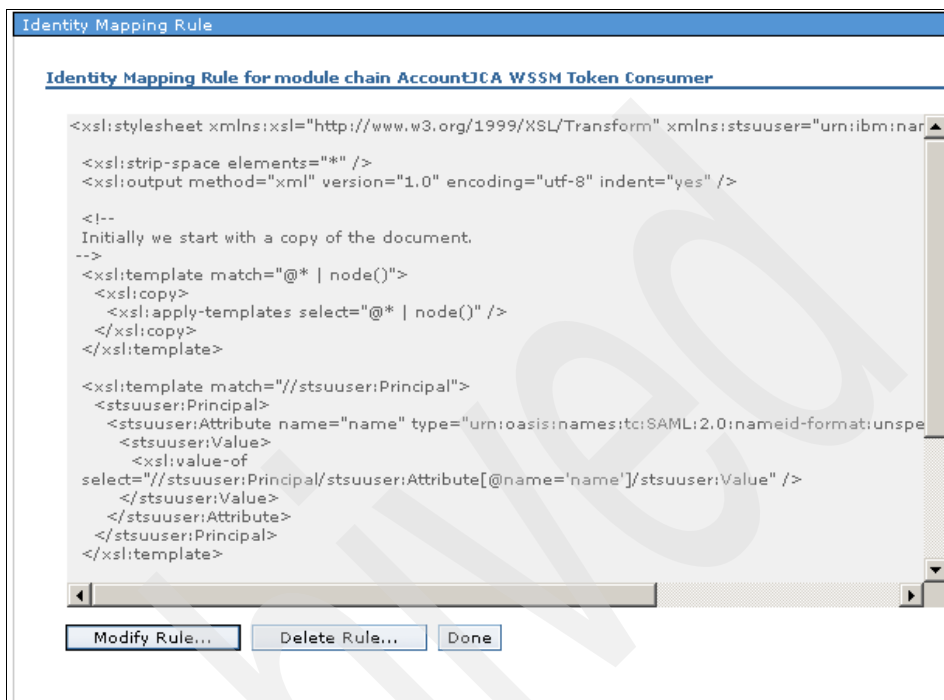 Identity Mapping Rule
Identity Mapping Rule for module chain AccountJCA WSSM Token Consumer
<xsl:stylesheet xmlns:xsl="http://www.w3.org/1999/XSL/Transform" xmlns:stsuuser="urn:ibm:nar
<xsl:strip-space elements="*" />
<xsl:output method="xml" version="1.0" encoding="utf-8" indent="yes" />
<!--
Initially we start with a copy of the document.
-->
<xsl:template match="@* | node()">
<xsl:copy>
<xsl:apply-templates select="@* | node()" />
</xsl:copy>
</xsl:template>
<xsl:template match="//stsuuser:Principal">
<stsuuser:Principal>
<stsuuser:Attribute name="name" type="urn:oasis:names:tc:SAML:2.0:nameid-format:unspe
<stsuuser:Value>
<xsl:value-of
select="//stsuuser:Principal/stsuuser:Attribute[@name='name']/stsuuser:Value" />
</stsuuser:Value>
</stsuuser:Attribute>
</stsuuser:Principal>
</xsl:template>
Modify Rule... Delete Rule... Done
hived